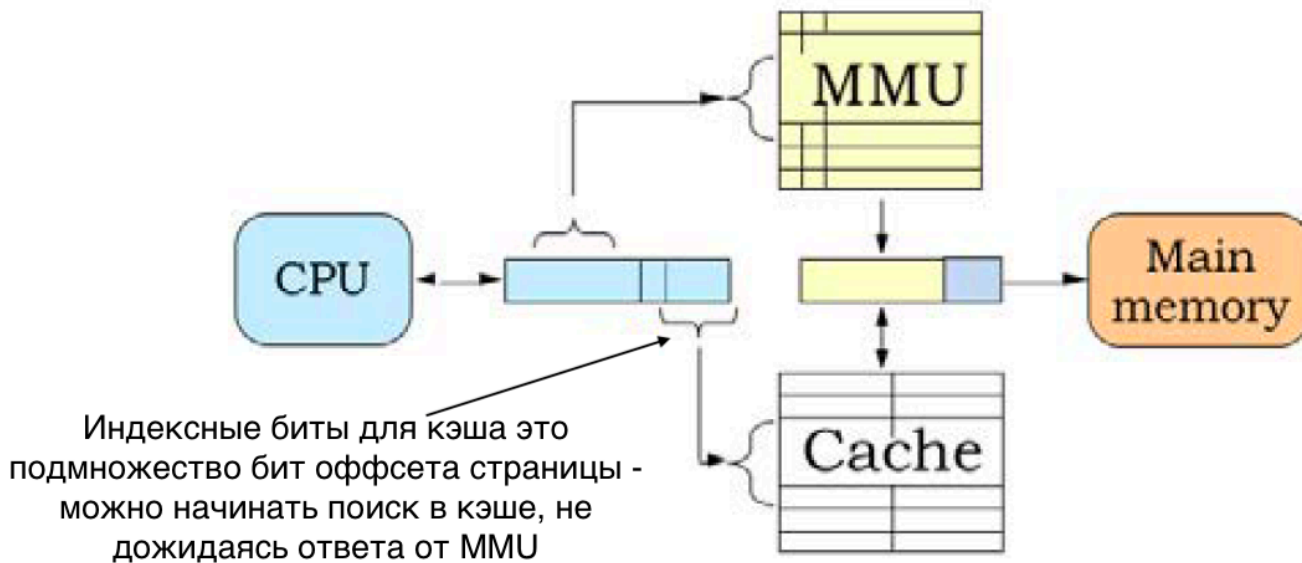 MMU
CPU
Main
memory
Cache
Индексные биты для кэша это
подмножество бит оффсета страницы -
можно начинать поиск в кэше, не
дожидаясь ответа от MMU